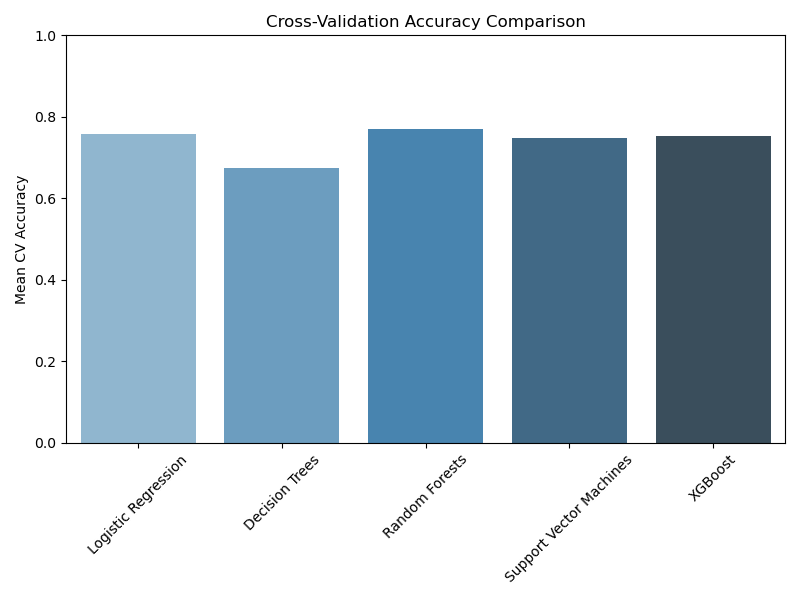 Cross-Validation Accuracy Comparison
Mean CV Accuracy
1.0
0.8
0.6
0.4
0.2
0.0
Logistic Regression
Decision Trees
Random Forests
Support Vector Machines
XGBoost